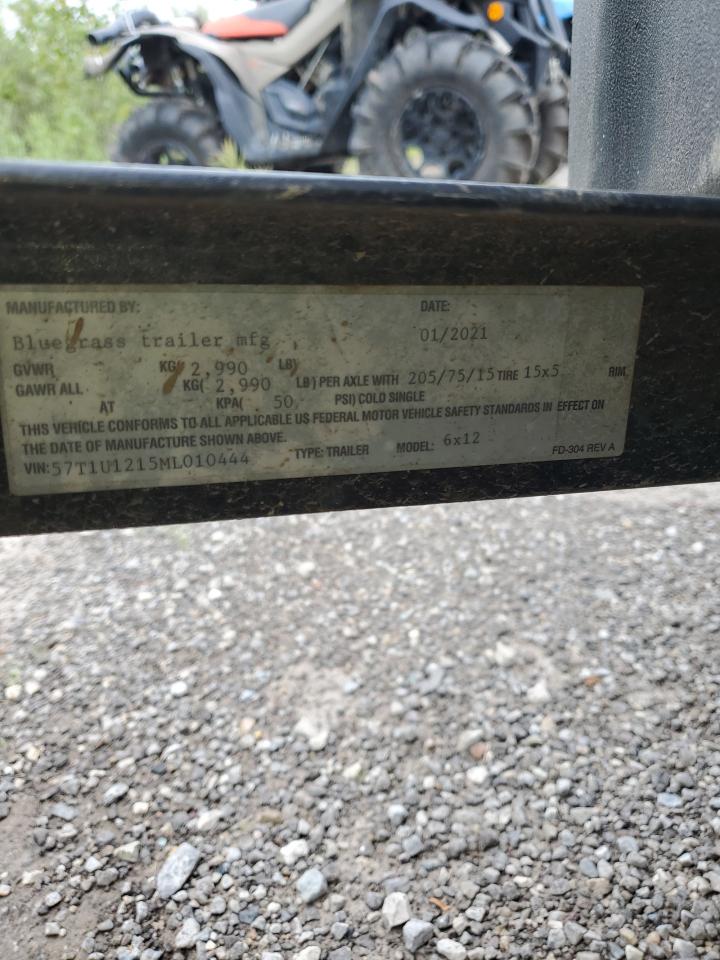 MANUFACTURED BY: DATE:
Bluegrass trailer mfg 01/2021
GVWR KG( 2,990 LB)
GAWR ALL KG( 2,990 LB) PER AXLE WITH 205/75/15 TIRE 15x5 RIM,
AT KPA( 50 PSI) COLD SINGLE
THIS VEHICLE CONFORMS TO ALL APPLICABLE US FEDERAL MOTOR VEHICLE SAFETY STANDARDS IN EFFECT ON
THE DATE OF MANUFACTURE SHOWN ABOVE.
VIN: 57T1U1215ML010444 TYPE: TRAILER MODEL: 6x12 FD-304 REV A